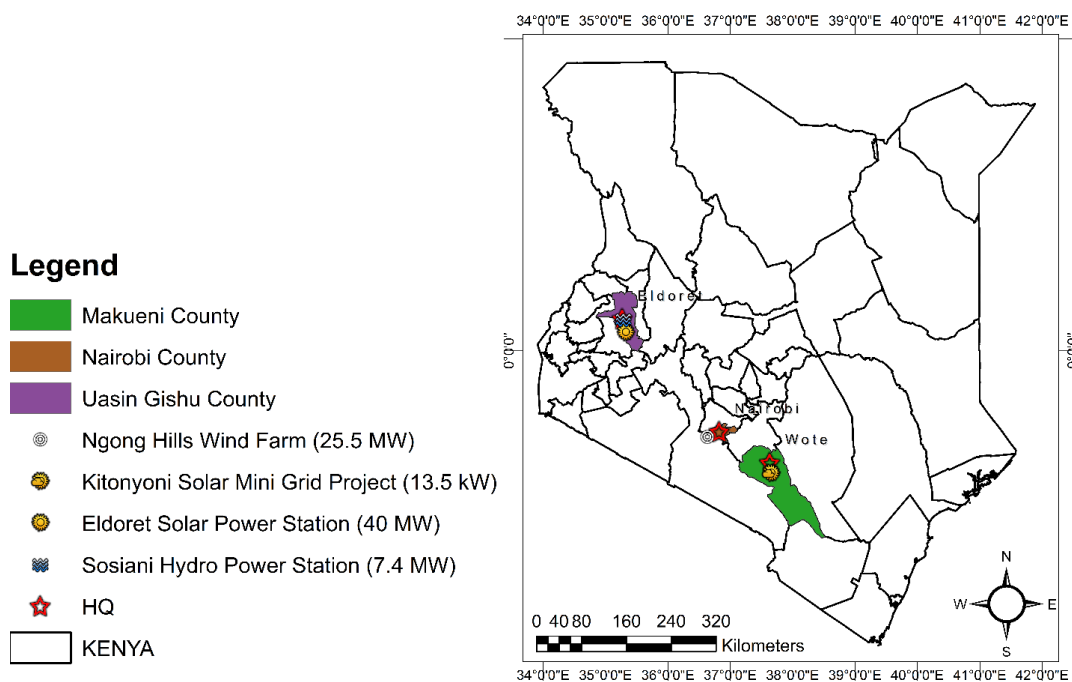 34°0'0"E 35°0'0"E 36°0'0"E 37°0'0"E 38°0'0"E 39°0'0"E 40°0'0"E 41°0'0"E 42°0'0"E
Legend
Makueni County
Nairobi County
Uasin Gishu County
Ngong Hills Wind Farm (25.5 MW)
Kitonyoni Solar Mini Grid Project (13.5 kW)
Eldoret Solar Power Station (40 MW)
Sosiani Hydro Power Station (7.4 MW)
HQ
KENYA
Eldoret
0°0'0"
0°0'0"
Nairobi
Wote
N
W E
S
0 40 80 160 240 320
Kilometers
34°0'0"E 35°0'0"E 36°0'0"E 37°0'0"E 38°0'0"E 39°0'0"E 40°0'0"E 41°0'0"E 42°0'0"E